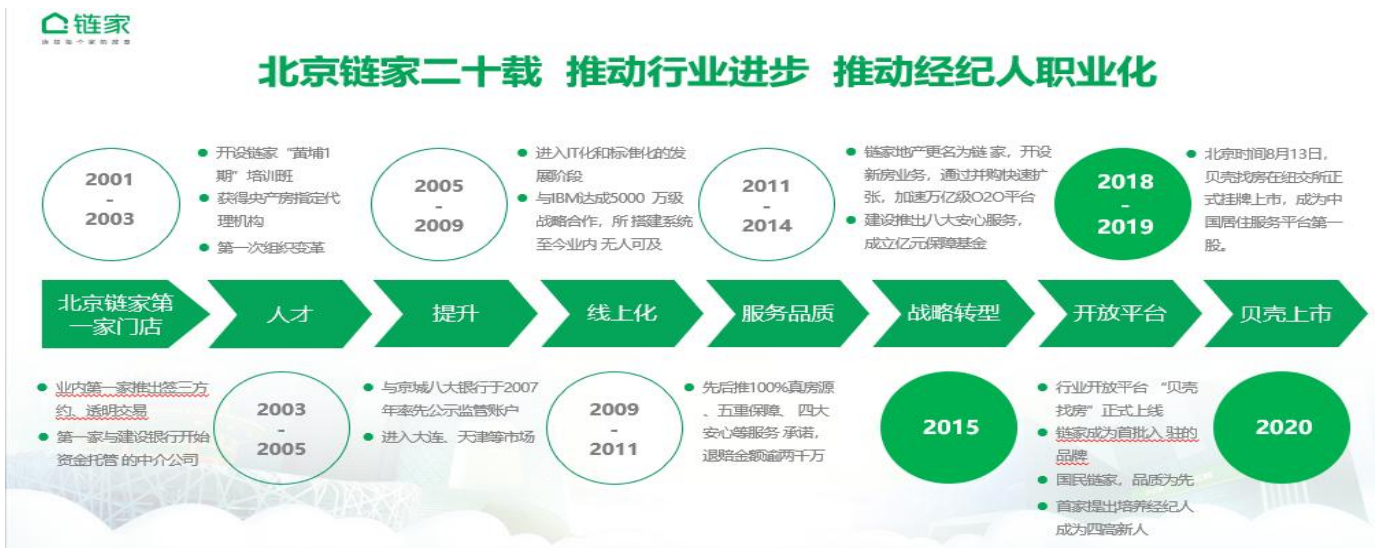 链家
北京链家二十载 推动行业进步 推动经纪人职业化
2001
-
2003
开设链家“黄埔1
期”培训班
获得央产房指定代
理机构
第一次组织变革
2005
-
2009
进入IT化和标准化的发
展阶段
与IBM达成5000 万级
战略合作，所 搭建系统
至今业内 无人可及
2011
-
2014
链家地产更名为链 家，开设
新房业务，通过并购快速扩
张，加速万亿级O2O平台
建设推出八大安心服务，
成立亿元保障基金
2018
-
2019
北京时间8月13日，
贝壳找房在纽交所正
式挂牌上市，成为中
国居住服务平台第一
股。
北京链家第
一家门店
人才
提升
线上化
服务品质
战略转型
开放平台
贝壳上市
业内第一家推出签三方
约、透明交易
第一家与建设银行开始
资金托管 的中介公司
2003
-
2005
与京城八大银行于2007
年率先公示监管账户
进入大连、天津等市场
2009
-
2011
先后推100%真房源
、五重保障、 四大
安心等服务 承诺，
退赔金额逾两千万
2015
行业开放平台 “贝壳
找房”正式上线
链家成为首批入 驻的
品牌
国民链家，品质为先
首家提出培养经纪人
成为四高新人
2020